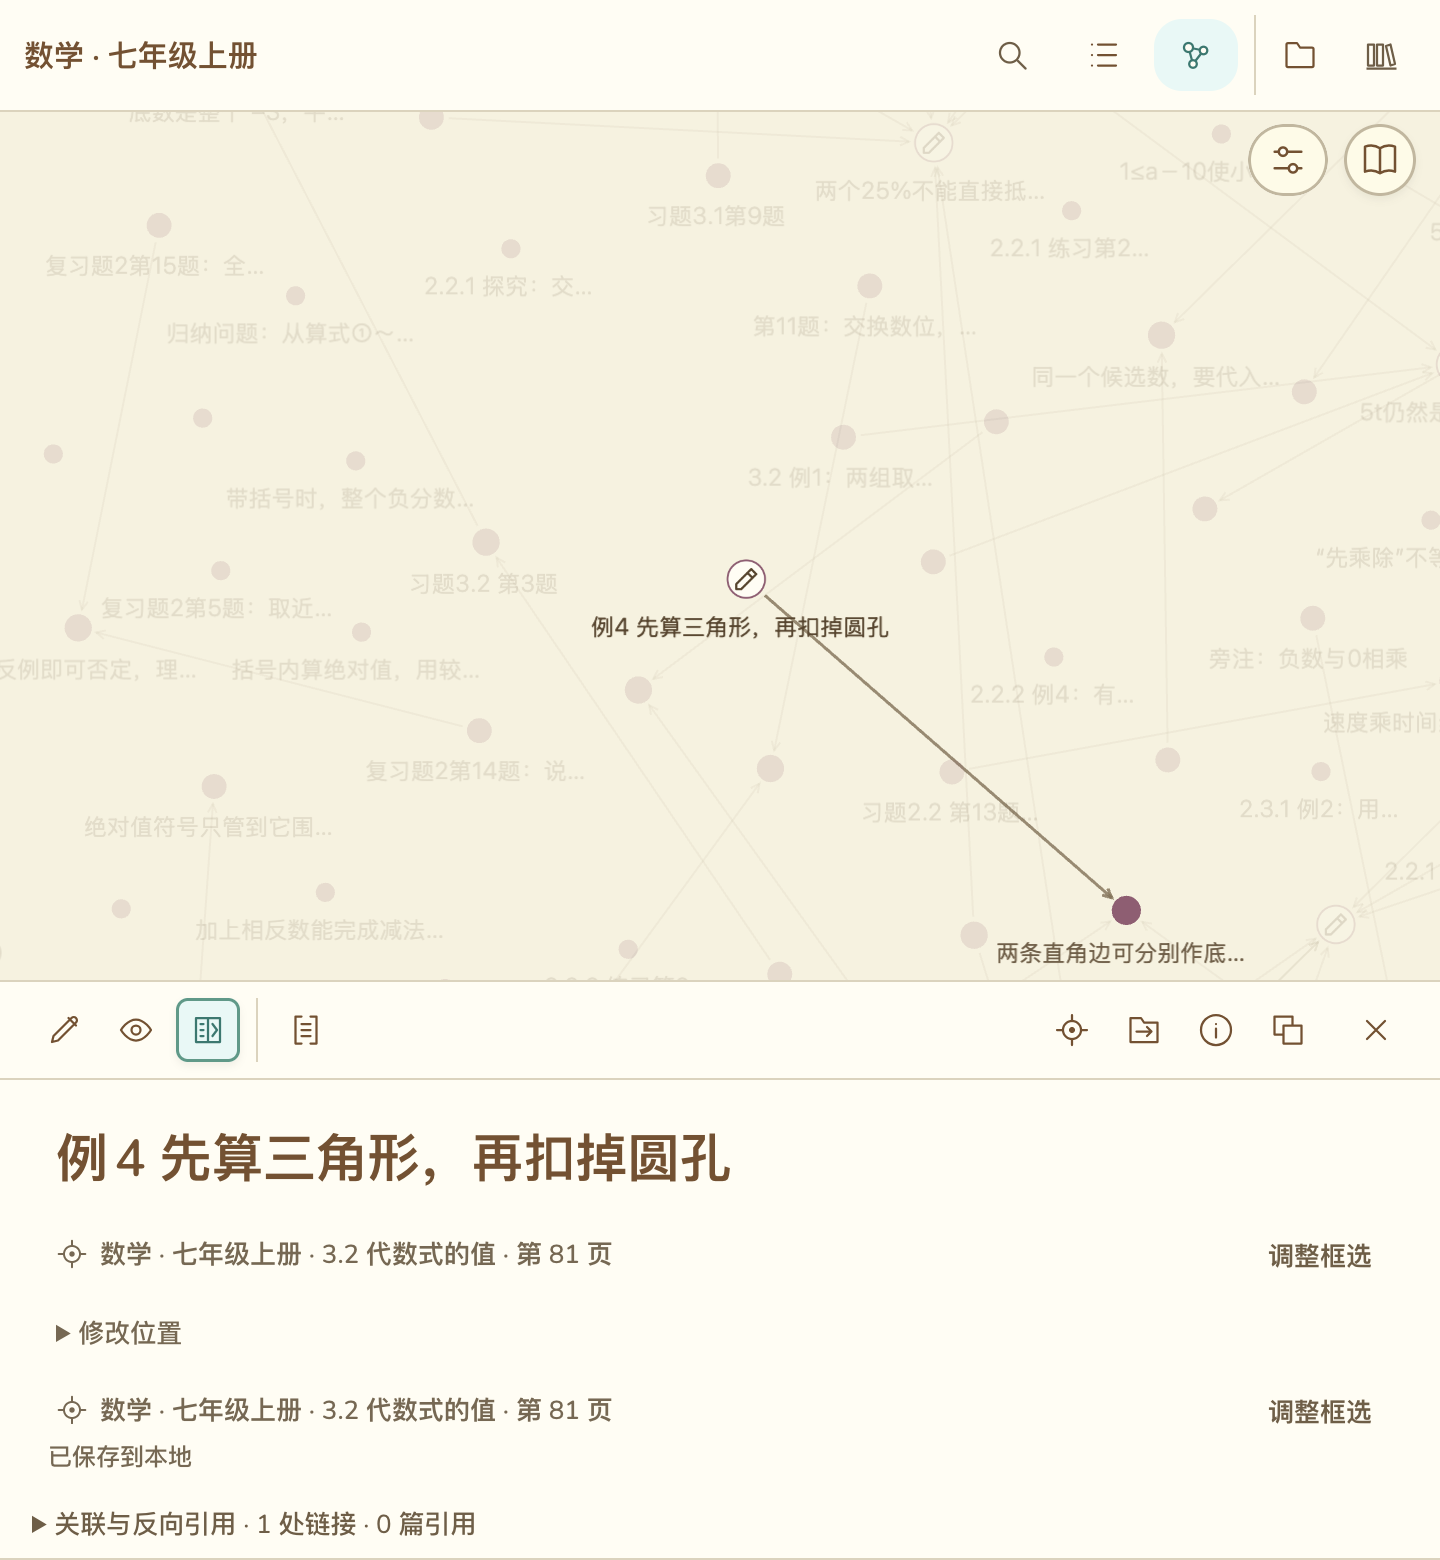 数学 · 七年级上册
两个25%不能直接抵...
1≤a－10使小
习题3.1第9题
2.2.1 练习第2...
复习题2第15题：全...
2.2.1 探究：交...
归纳问题：从算式①～...
第11题：交换数位，...
同一个候选数，要代入...
5t仍然是
3.2 例1：两组取...
带括号时，整个负分数...
“先乘除”不等
习题3.2 第3题
复习题2第5题：取近...
例4 先算三角形，再扣掉圆孔
反例即可否定，理...
括号内算绝对值，用较...
旁注：负数与0相乘
2.2.2 例4：有...
速度乘时间
复习题2第14题：说...
习题2.2 第13题...
2.3.1 例2：用...
绝对值符号只管到它围...
2.2.1
加上相反数能完成减法...
两条直角边可分别作底...
例4 先算三角形，再扣掉圆孔
数学 · 七年级上册 · 3.2 代数式的值 · 第 81 页
调整框选
修改位置
数学 · 七年级上册 · 3.2 代数式的值 · 第 81 页
调整框选
已保存到本地
关联与反向引用 · 1 处链接 · 0 篇引用